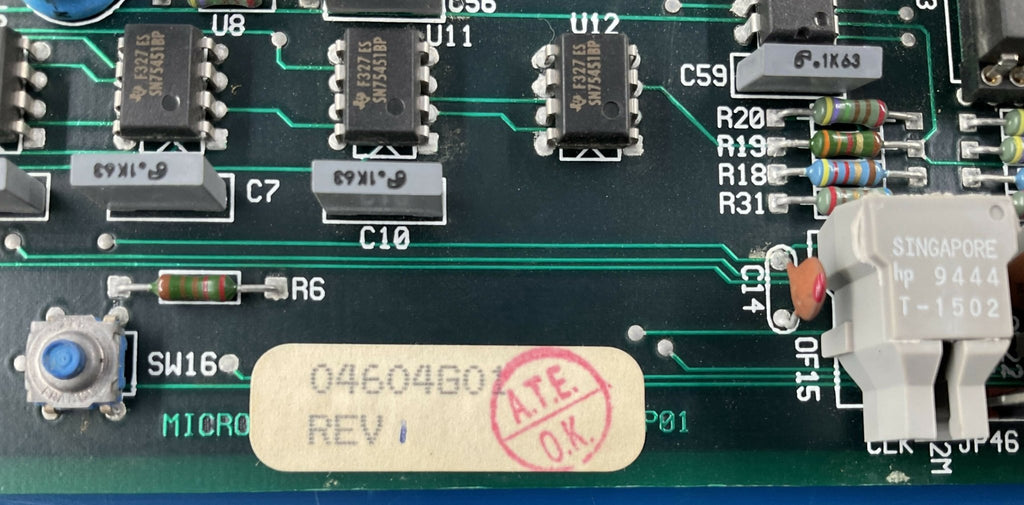 C56
U8
U11
U12
F327 ES
SN75451BP
F327 ES
SN75451BP
F327 ES
SN75451BP
.1K63
C59
R20
R19
R18
R31
.1K63
C7
.1K63
C10
SINGAPORE
hp 9444
T-1502
C14
R6
OF15
SW16
04604G01
REV I
A.T.E.
O.K.
MICRO
P01
CLK
2M
JP46